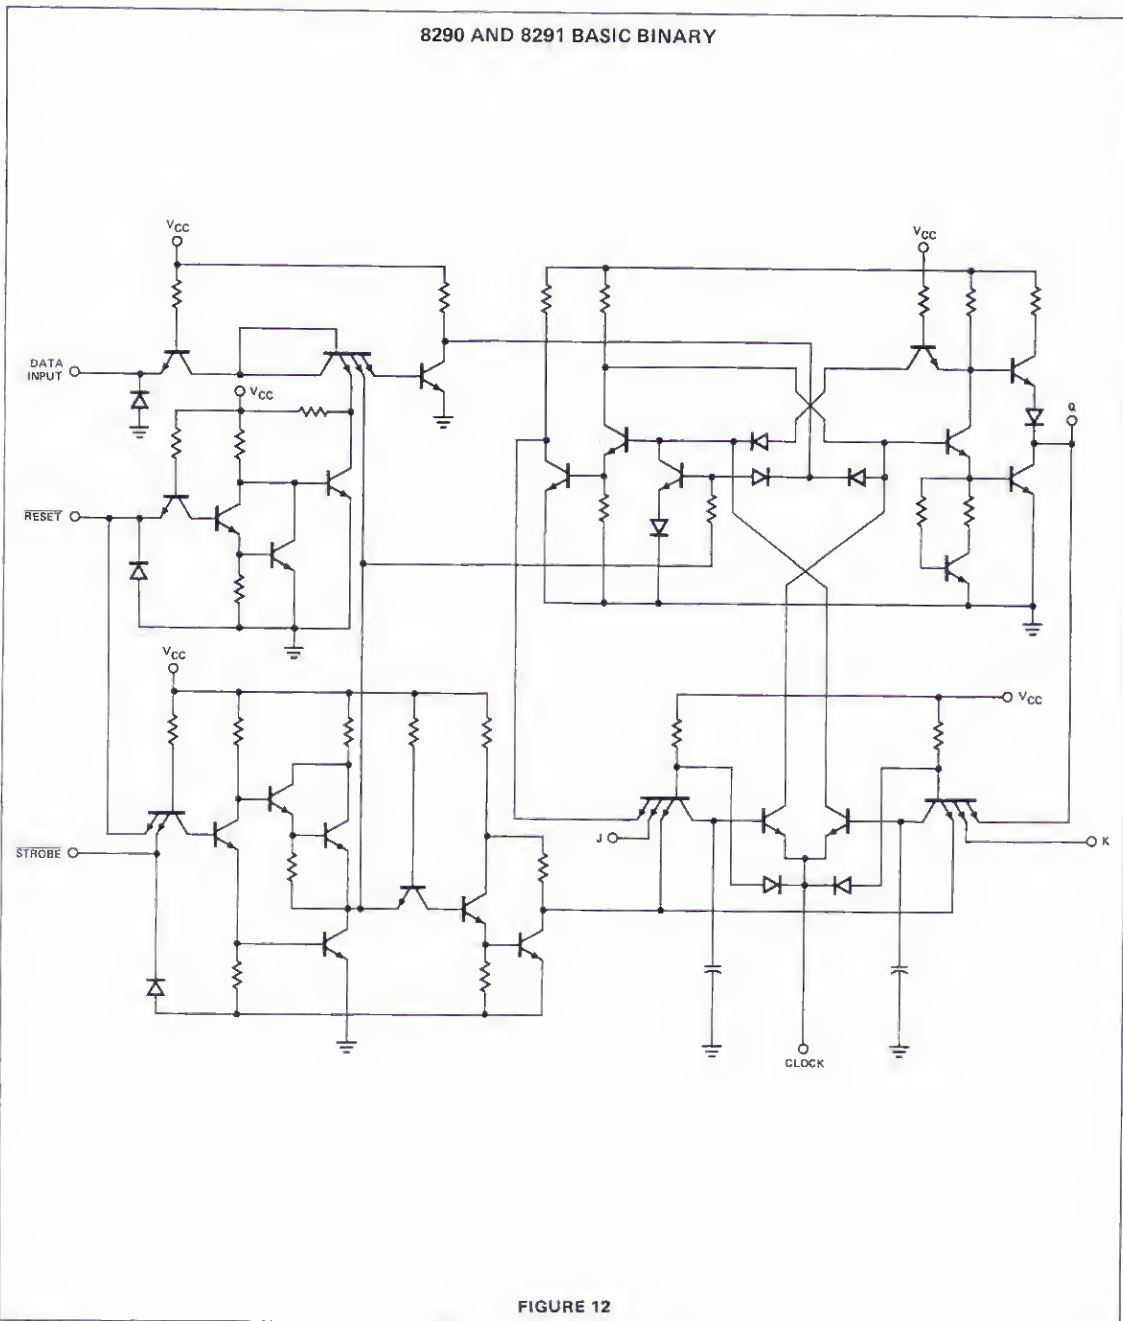 8290 AND 8291 BASIC BINARY
VCC
VCC
DATA
INPUT
VCC
Q
RESET
VCC
VCC
J
K
STROBE
CLOCK
FIGURE 12